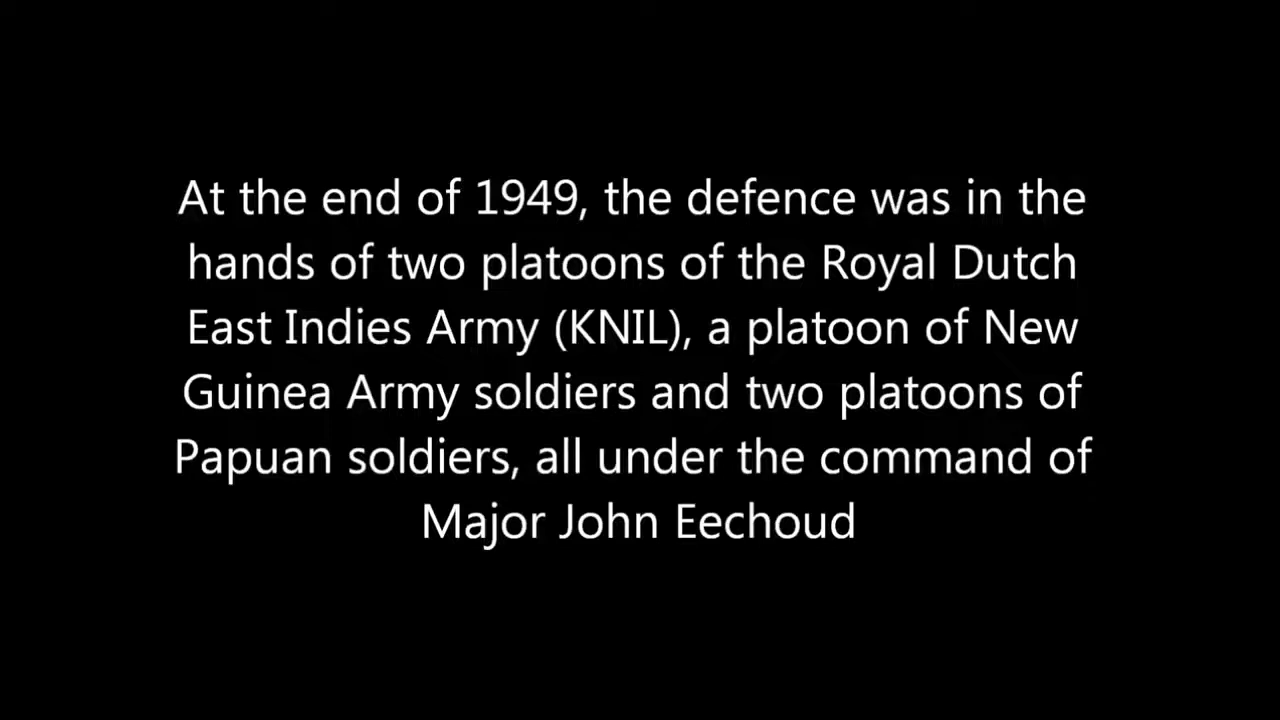 At the end of 1949, the defence was in the
hands of two platoons of the Royal Dutch
East Indies Army (KNIL), a platoon of New
Guinea Army soldiers and two platoons of
Papuan soldiers, all under the command of
Major John Eechoud